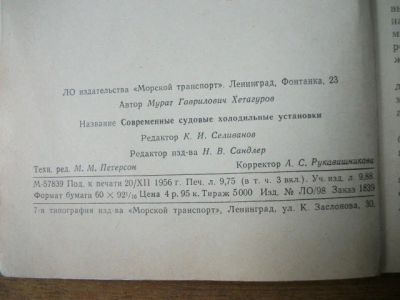 ЛО издательства «Морской транспорт». Ленинград, Фонтанка, 23
Автор Мурат Гаврилович Хетагуров
Название Современные судовые холодильные установки
Редактор К. И. Селиванов
Редактор изд-ва Н. В. Сандлер
Техн. ред. М. М. Петерсон Корректор А. С. Рукавишникова
М-57839 Под. к печати 20/XII 1956 г. Печ. л. 9,75 (в т. ч. 3 вкл.). Уч.-изд. л. 9,88
Формат бумаги 60 × 92 1/16 Цена 4 р. 95 к. Тираж 5000 Изд. № ЛО/98 Заказ 1839
7-я типография изд-ва «Морской транспорт», Ленинград, ул. К. Заслонова, 30.